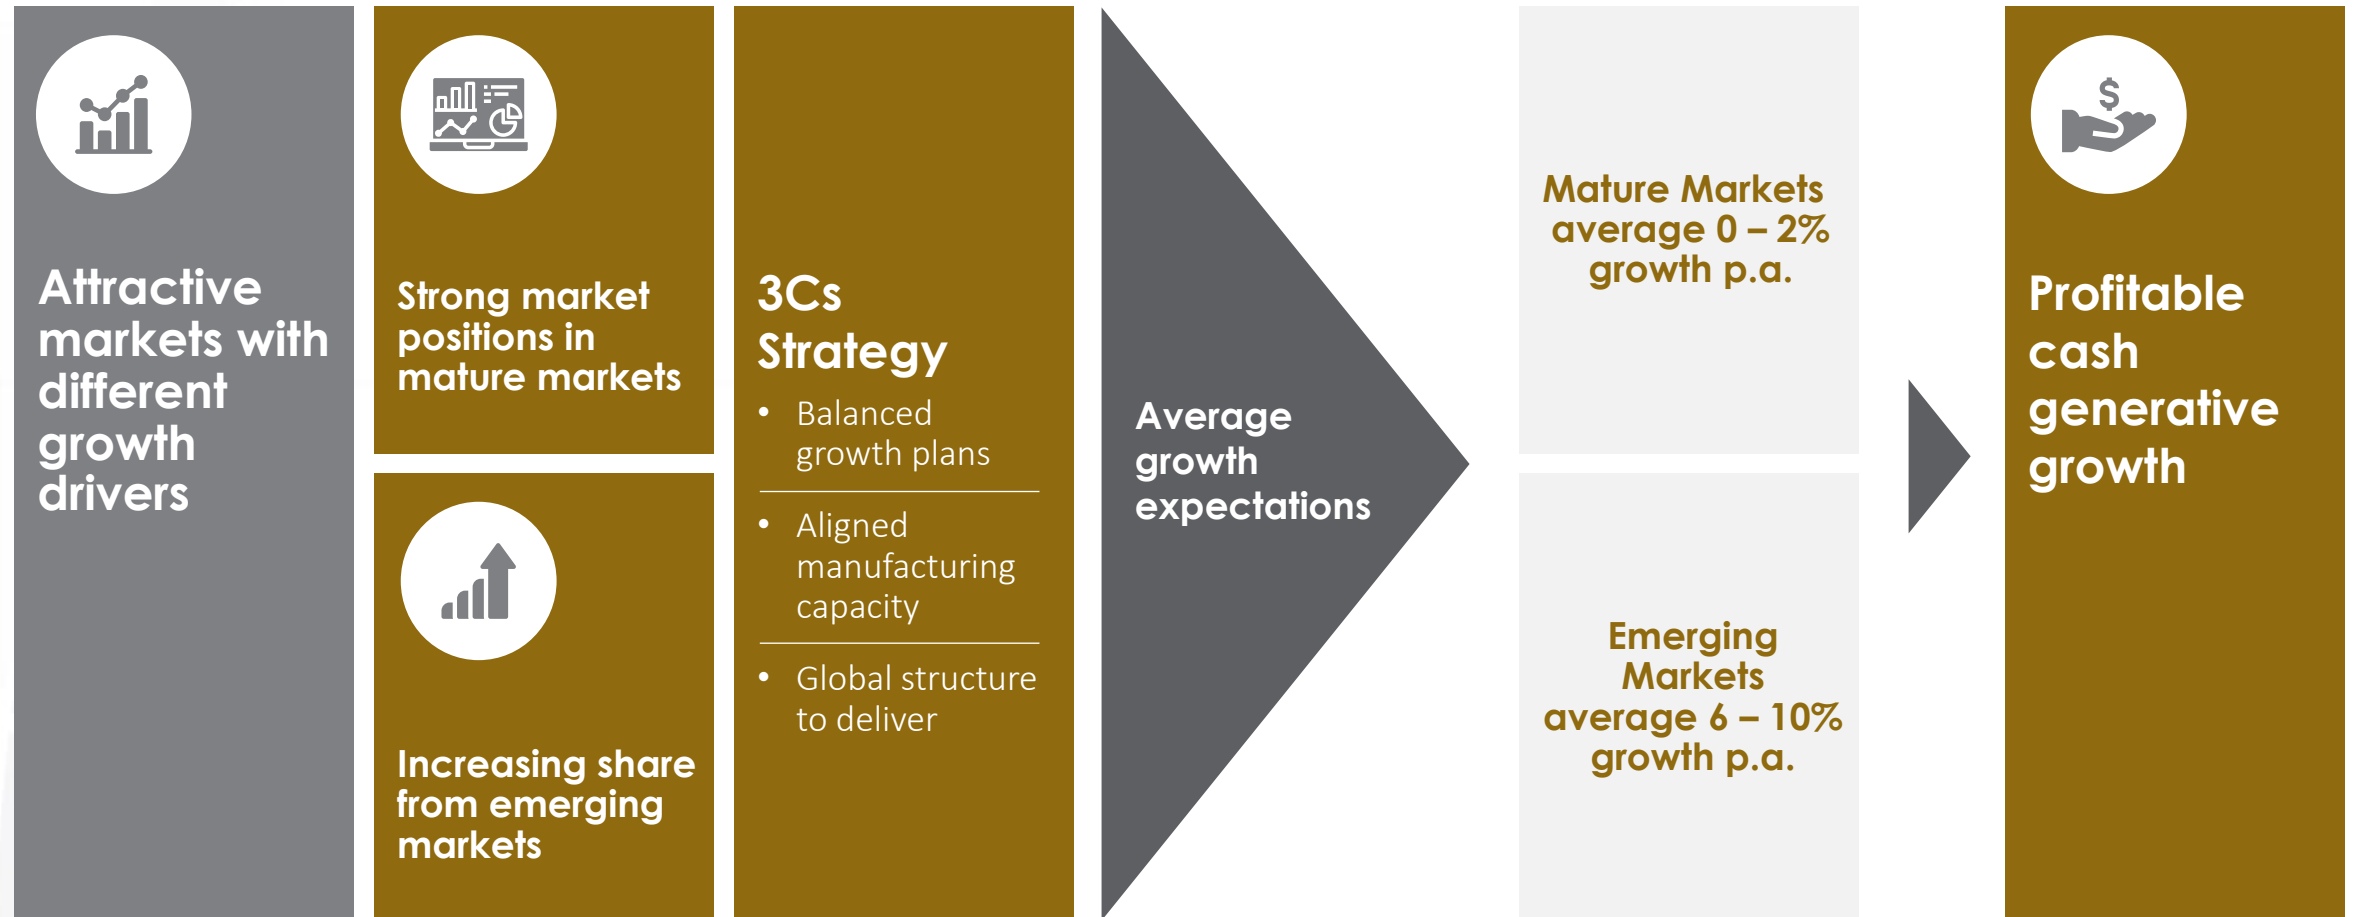 Attractive
markets with
different
growth
drivers
Strong market
positions in
mature markets
Increasing share
from emerging
markets
3Cs
Strategy
• Balanced
growth plans
• Aligned
manufacturing
capacity
• Global structure
to deliver
Average
growth
expectations
Mature Markets
average 0 – 2%
growth p.a.
Emerging
Markets
average 6 – 10%
growth p.a.
$
Profitable
cash
generative
growth